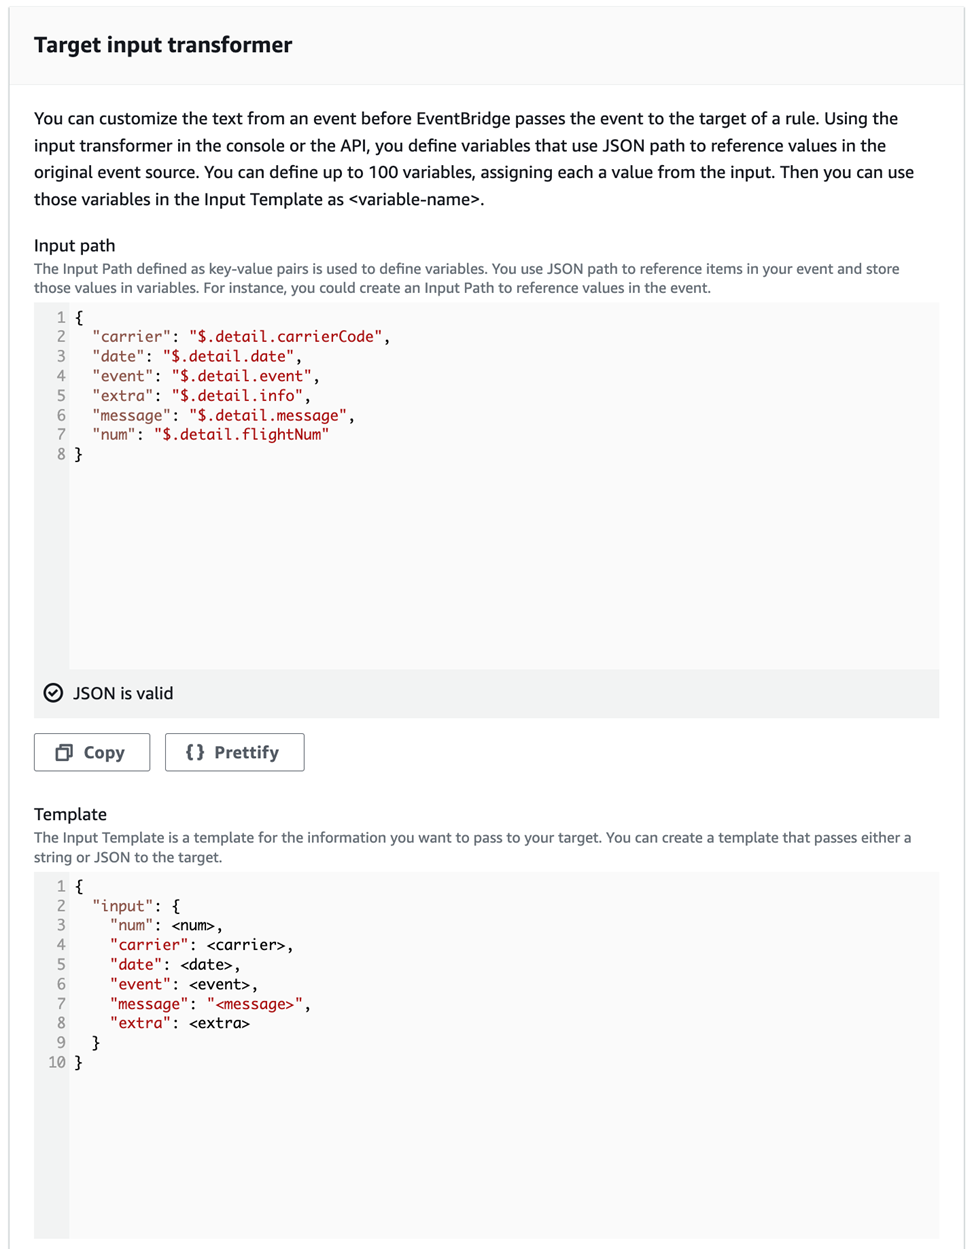 Target input transformer
You can customize the text from an event before EventBridge passes the event to the target of a rule. Using the
input transformer in the console or the API, you define variables that use JSON path to reference values in the
original event source. You can define up to 100 variables, assigning each a value from the input. Then you can use
those variables in the Input Template as <variable-name>.
Input path
The Input Path defined as key-value pairs is used to define variables. You use JSON path to reference items in your event and store
those values in variables. For instance, you could create an Input Path to reference values in the event.
1 {
2   "carrier": "$.detail.carrierCode",
3   "date": "$.detail.date",
4   "event": "$.detail.event",
5   "extra": "$.detail.info",
6   "message": "$.detail.message",
7   "num": "$.detail.flightNum"
8 }
JSON is valid
Copy {} Prettify
Template
The Input Template is a template for the information you want to pass to your target. You can create a template that passes either a
string or JSON to the target.
1 {
2   "input": {
3     "num": <num>,
4     "carrier": <carrier>,
5     "date": <date>,
6     "event": <event>,
7     "message": "<message>",
8     "extra": <extra>
9   }
10 }